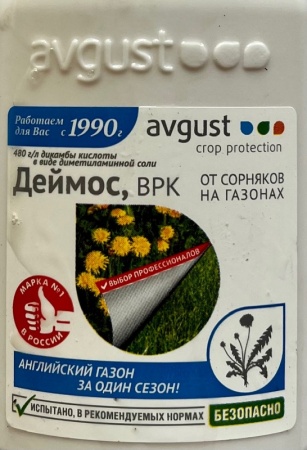 avgust
Работаем
для Вас с 1990г
avgust
crop protection
480 г/л дикамбы кислоты
в виде диметиламинной соли
Деймос, ВРК
ОТ СОРНЯКОВ
НА ГАЗОНАХ
ВЫБОР ПРОФЕССИОНАЛОВ
МАРКА №1
В РОССИИ
АНГЛИЙСКИЙ ГАЗОН
ЗА ОДИН СЕЗОН!
ИСПЫТАНО, В РЕКОМЕНДУЕМЫХ НОРМАХ БЕЗОПАСНО